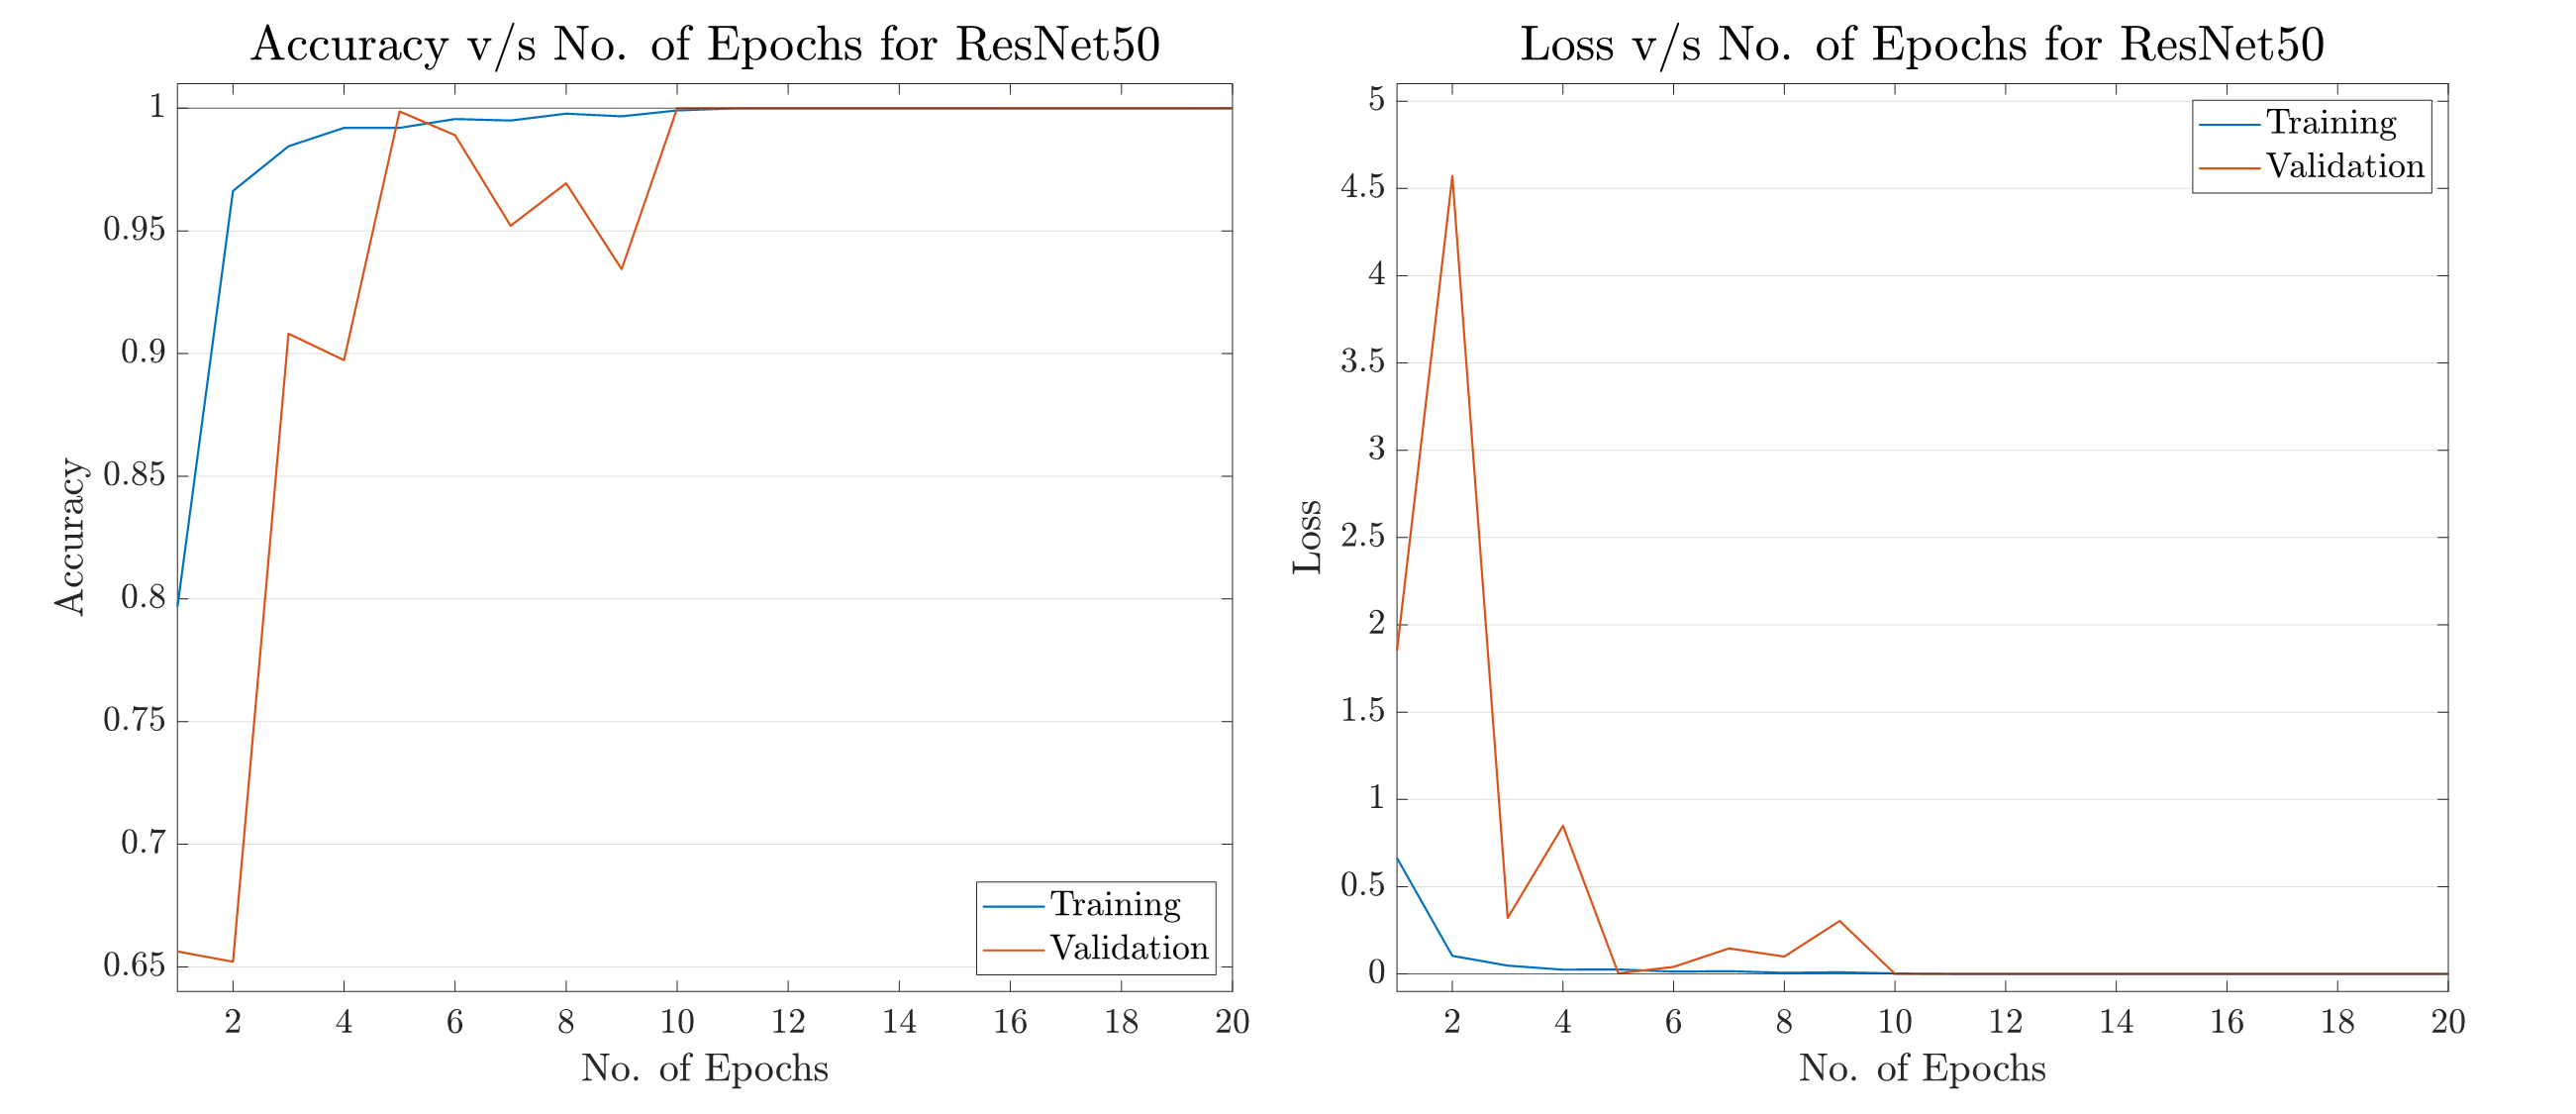 Accuracy v/s No. of Epochs for ResNet50
1
0.95
0.9
0.85
0.8
0.75
0.7
0.65
Accuracy
Training
Validation
2 4 6 8 10 12 14 16 18 20
No. of Epochs
Loss v/s No. of Epochs for ResNet50
5
4.5
4
3.5
3
2.5
2
1.5
1
0.5
0
Loss
Training
Validation
2 4 6 8 10 12 14 16 18 20
No. of Epochs